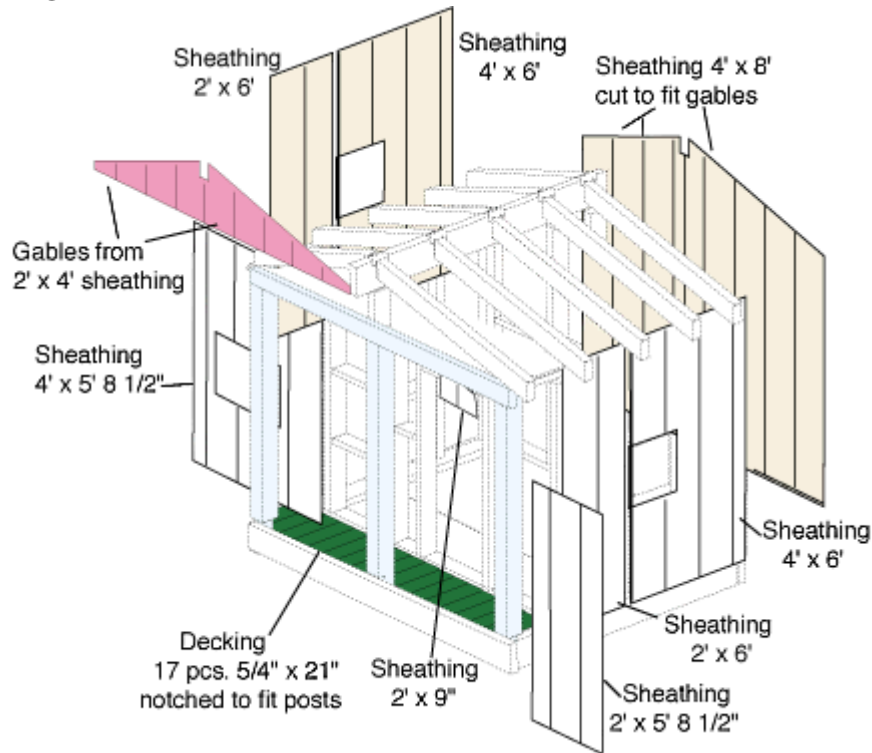 Sheathing
2' x 6'
Sheathing
4' x 6'
Sheathing 4' x 8'
cut to fit gables
Gables from
2' x 4' sheathing
Sheathing
4' x 5' 8 1/2"
Sheathing
4' x 6'
Decking
17 pcs. 5/4" x 21"
notched to fit posts
Sheathing
2' x 9"
Sheathing
2' x 6'
Sheathing
2' x 5' 8 1/2"